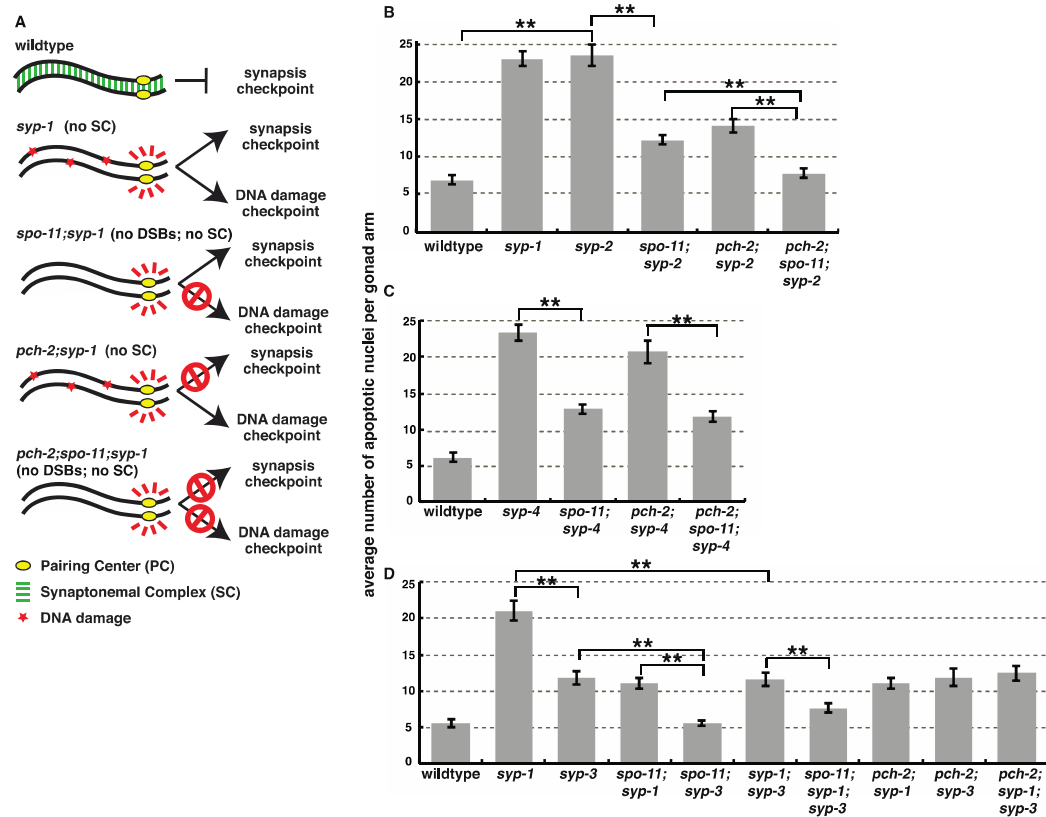 A
wildtype
synapsis
checkpoint
syp-1 (no SC)
synapsis
checkpoint
DNA damage
checkpoint
spo-11;syp-1 (no DSBs; no SC)
synapsis
checkpoint
DNA damage
checkpoint
pch-2;syp-1 (no SC)
synapsis
checkpoint
DNA damage
checkpoint
pch-2;spo-11;syp-1
(no DSBs; no SC)
synapsis
checkpoint
DNA damage
checkpoint
Pairing Center (PC)
Synaptonemal Complex (SC)
DNA damage
average number of apoptotic nuclei per gonad arm
B
**
**
**
**
25
20
15
10
5
0
wildtype
syp-1
syp-2
spo-11;
syp-2
pch-2;
syp-2
pch-2;
spo-11;
syp-2
C
**
**
25
20
15
10
5
0
wildtype
syp-4
spo-11;
syp-4
pch-2;
syp-4
pch-2;
spo-11;
syp-4
D
**
**
**
**
**
25
20
15
10
5
0
wildtype
syp-1
syp-3
spo-11;
syp-1
spo-11;
syp-3
syp-1;
syp-3
spo-11;
syp-1;
syp-3
pch-2;
syp-1
pch-2;
syp-3
pch-2;
syp-1;
syp-3